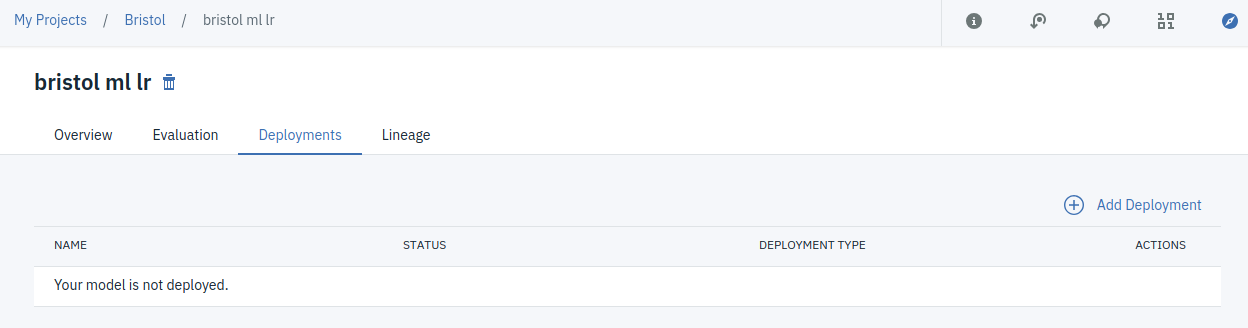 My Projects / Bristol / bristol ml lr
bristol ml lr
Overview Evaluation Deployments Lineage
Add Deployment
NAME STATUS DEPLOYMENT TYPE ACTIONS
Your model is not deployed.